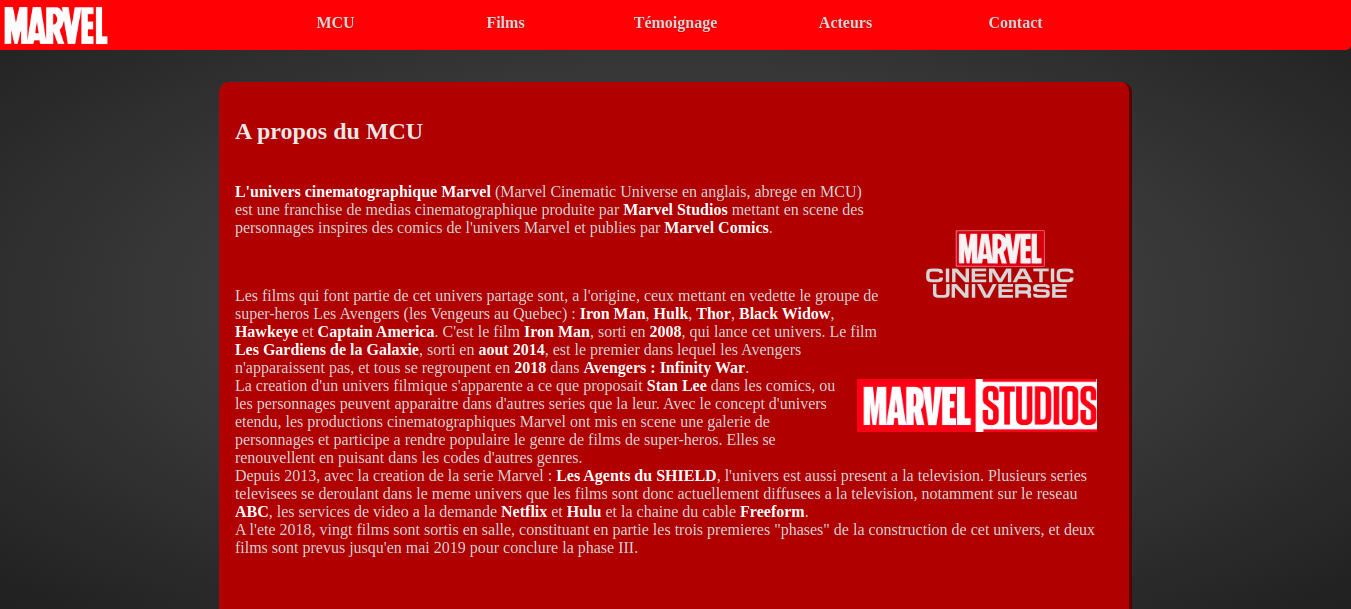 MARVEL
MCU
Films
Témoignage
Acteurs
Contact
A propos du MCU
L'univers cinematographique Marvel (Marvel Cinematic Universe en anglais, abrege en MCU)
est une franchise de medias cinematographique produite par Marvel Studios mettant en scene des
personnages inspires des comics de l'univers Marvel et publies par Marvel Comics.
MARVEL
CINEMATIC
UNIVERSE
Les films qui font partie de cet univers partage sont, a l'origine, ceux mettant en vedette le groupe de
super-heros Les Avengers (les Vengeurs au Quebec) : Iron Man, Hulk, Thor, Black Widow,
Hawkeye et Captain America. C'est le film Iron Man, sorti en 2008, qui lance cet univers. Le film
Les Gardiens de la Galaxie, sorti en aout 2014, est le premier dans lequel les Avengers
n'apparaissent pas, et tous se regroupent en 2018 dans Avengers : Infinity War.
La creation d'un univers filmique s'apparente a ce que proposait Stan Lee dans les comics, ou
les personnages peuvent apparaitre dans d'autres series que la leur. Avec le concept d'univers
etendu, les productions cinematographiques Marvel ont mis en scene une galerie de
personnages et participe a rendre populaire le genre de films de super-heros. Elles se
renouvellent en puisant dans les codes d'autres genres.
MARVEL STUDIOS
Depuis 2013, avec la creation de la serie Marvel : Les Agents du SHIELD, l'univers est aussi present a la television. Plusieurs series
televisees se deroulant dans le meme univers que les films sont donc actuellement diffusees a la television, notamment sur le reseau
ABC, les services de video a la demande Netflix et Hulu et la chaine du cable Freeform.
A l'ete 2018, vingt films sont sortis en salle, constituant en partie les trois premieres "phases" de la construction de cet univers, et deux
films sont prevus jusqu'en mai 2019 pour conclure la phase III.